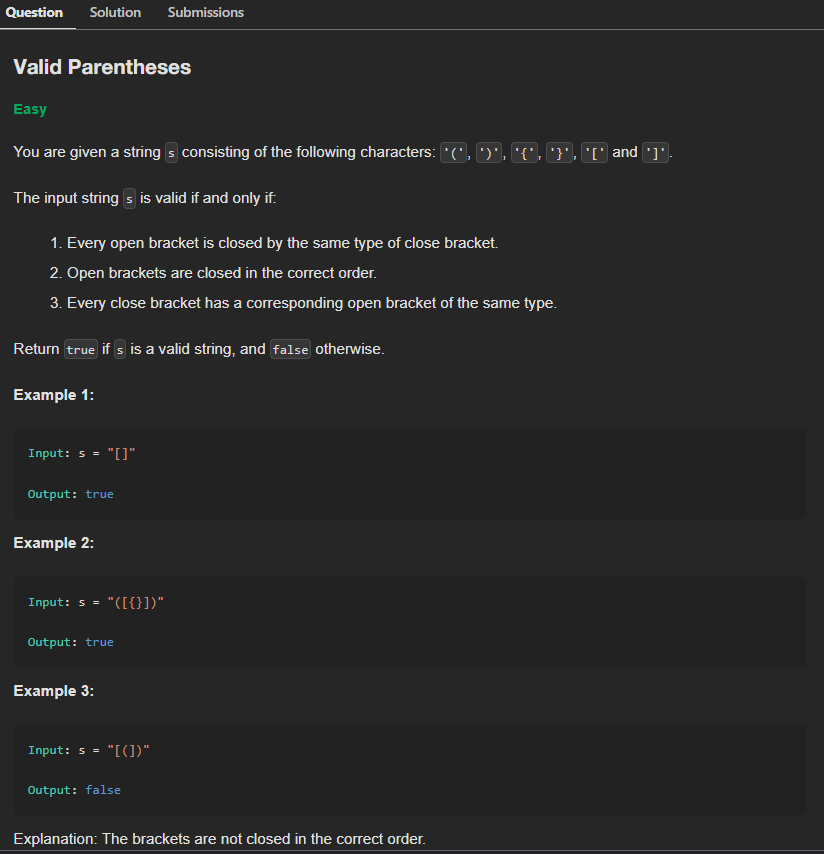 Question Solution Submissions
Valid Parentheses
Easy
You are given a string s consisting of the following characters: '(', ')', '{', '}', '[' and ']'.
The input string s is valid if and only if:
1. Every open bracket is closed by the same type of close bracket.
2. Open brackets are closed in the correct order.
3. Every close bracket has a corresponding open bracket of the same type.
Return true if s is a valid string, and false otherwise.
Example 1:
Input: s = "[]"
Output: true
Example 2:
Input: s = "([{}])"
Output: true
Example 3:
Input: s = "[(])"
Output: false
Explanation: The brackets are not closed in the correct order.